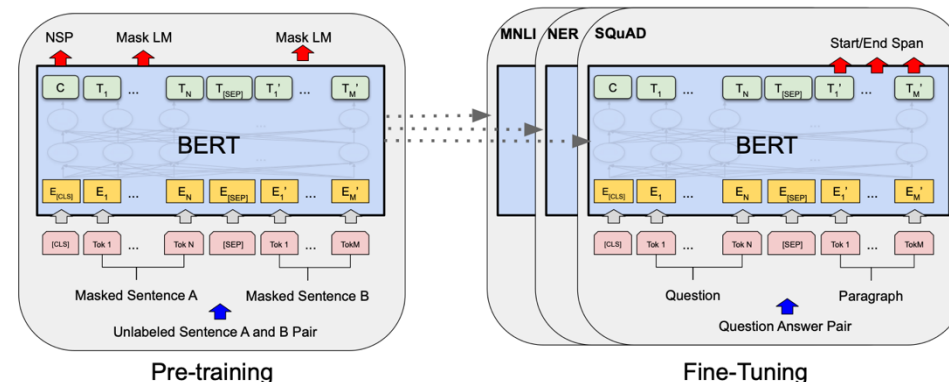 NSP Mask LM Mask LM
C T1 ... TN T[SEP] T1' ... TM'
BERT
E[CLS] E1 ... EN E[SEP] E1' ... EM'
[CLS] Tok 1 ... Tok N [SEP] Tok 1 ... TokM
Masked Sentence A Masked Sentence B
Unlabeled Sentence A and B Pair
Pre-training
MNLI NER SQuAD
Start/End Span
C T1 ... TN T[SEP] T1' ... TM'
BERT
E[CLS] E1 ... EN E[SEP] E1' ... EM'
[CLS] Tok 1 ... Tok N [SEP] Tok 1 ... TokM
Question Paragraph
Question Answer Pair
Fine-Tuning